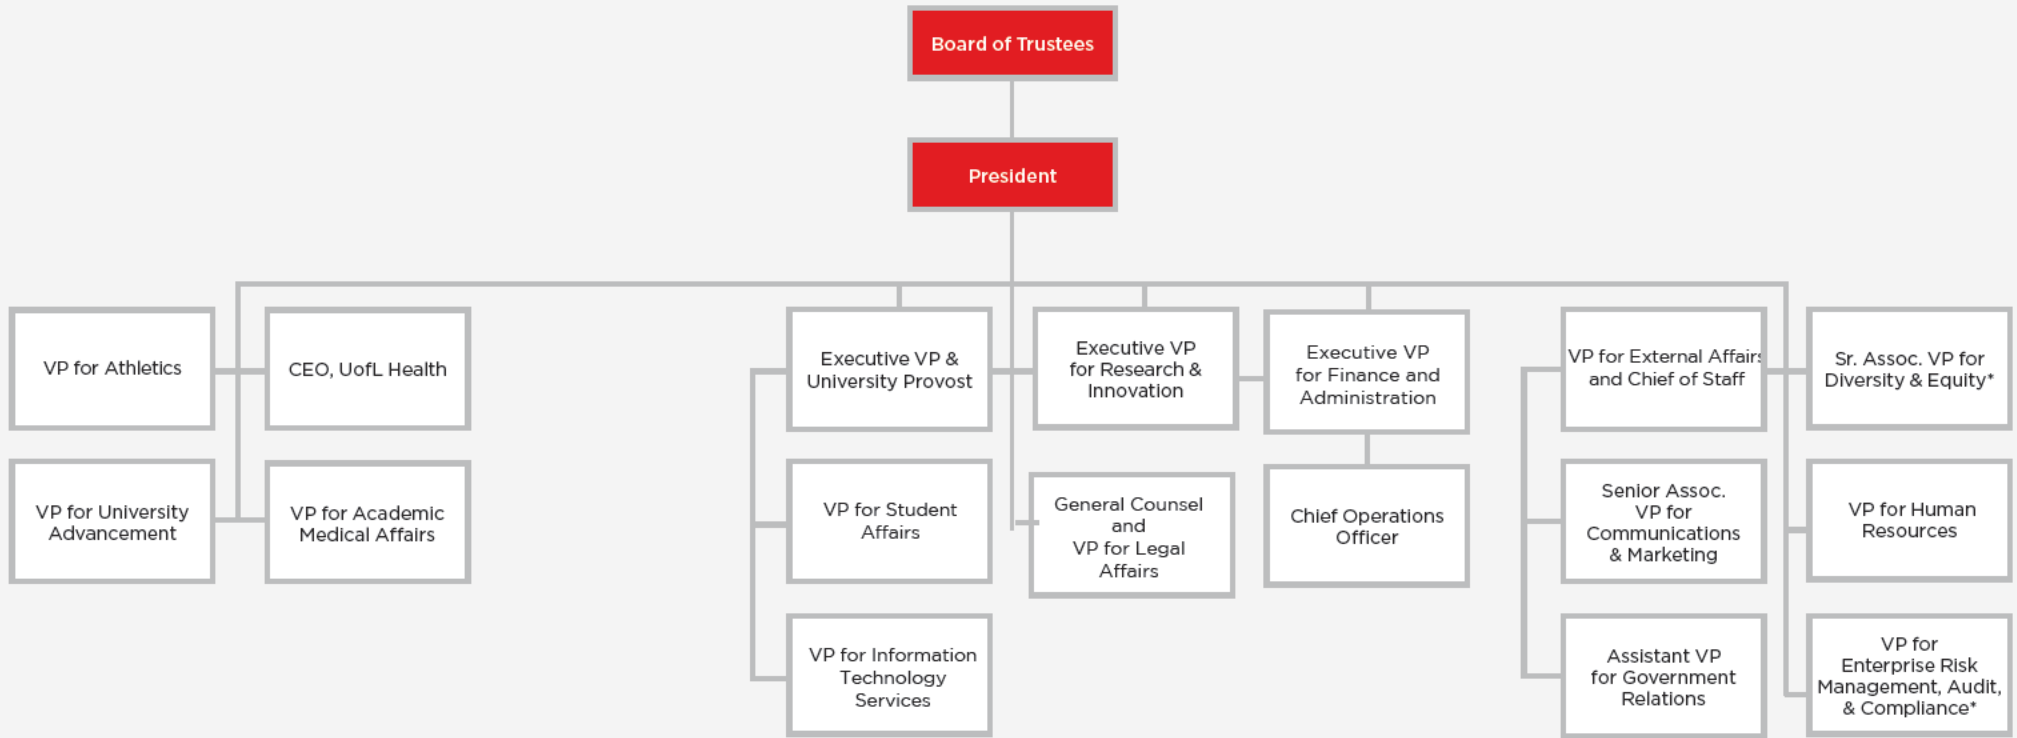 Board of Trustees
President
VP for Athletics
CEO, UofL Health
Executive VP &
University Provost
Executive VP
for Research &
Innovation
Executive VP
for Finance and
Administration
VP for External Affairs
and Chief of Staff
Sr. Assoc. VP for
Diversity & Equity*
VP for University
Advancement
VP for Academic
Medical Affairs
VP for Student
Affairs
General Counsel
and
VP for Legal
Affairs
Chief Operations
Officer
Senior Assoc.
VP for
Communications
& Marketing
VP for Human
Resources
VP for Information
Technology
Services
Assistant VP
for Government
Relations
VP for
Enterprise Risk
Management, Audit,
& Compliance*